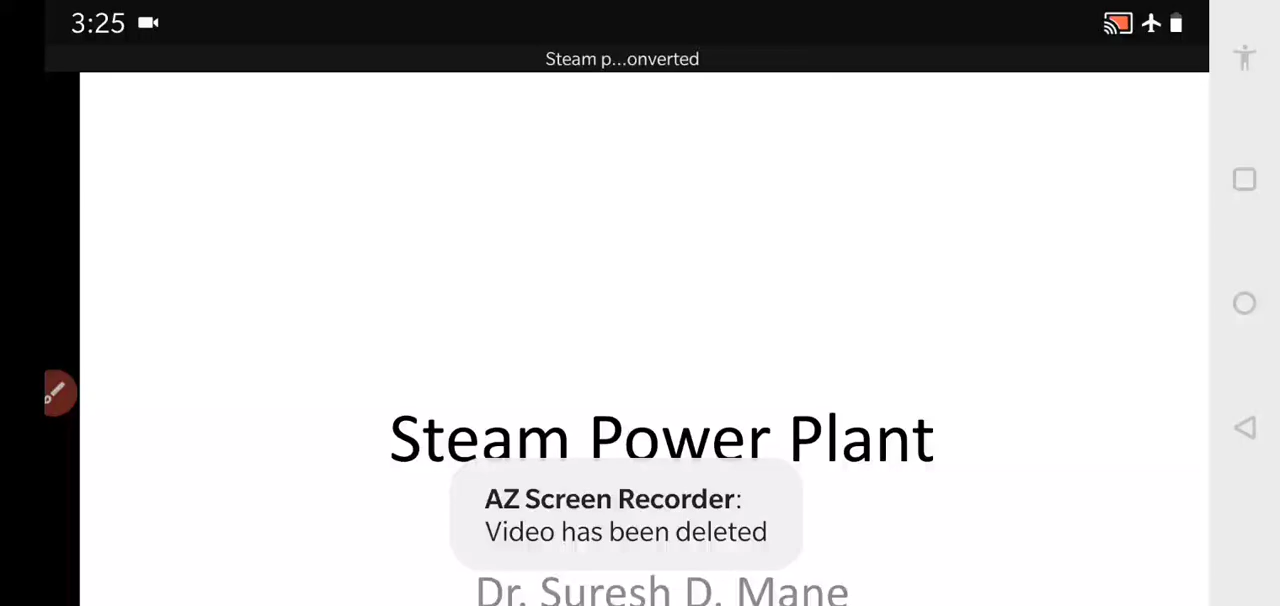 3:25
Steam p...onverted
Steam Power Plant
AZ Screen Recorder:
Video has been deleted
Dr. Suresh D. Mane